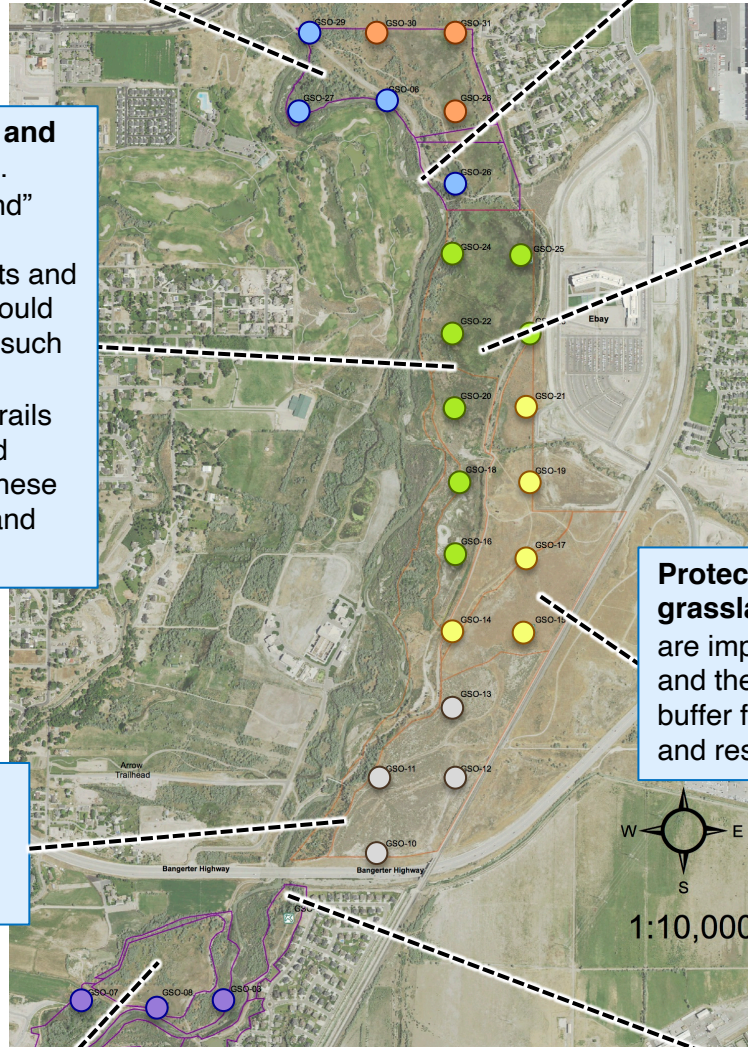 GSO-29
GSO-30
GSO-31
GSO-27
GSO-06
GSO-28
and
.
nd”
ts and
ould
such
rails
d
hese
and
GSO-26
GSO-24
GSO-25
GSO-22
Ebay
GSO-20
GSO-21
GSO-18
GSO-19
GSO-16
GSO-17
GSO-14
GSO-15
Protec
grassla
are imp
and the
buffer f
and res
GSO-13
GSO-11
GSO-12
Arrow
Trailhead
GSO-10
Bangerter Highway
Bangerter Highway
W
E
S
1:10,000
GSO
GSO-07
GSO-08
GSO-03